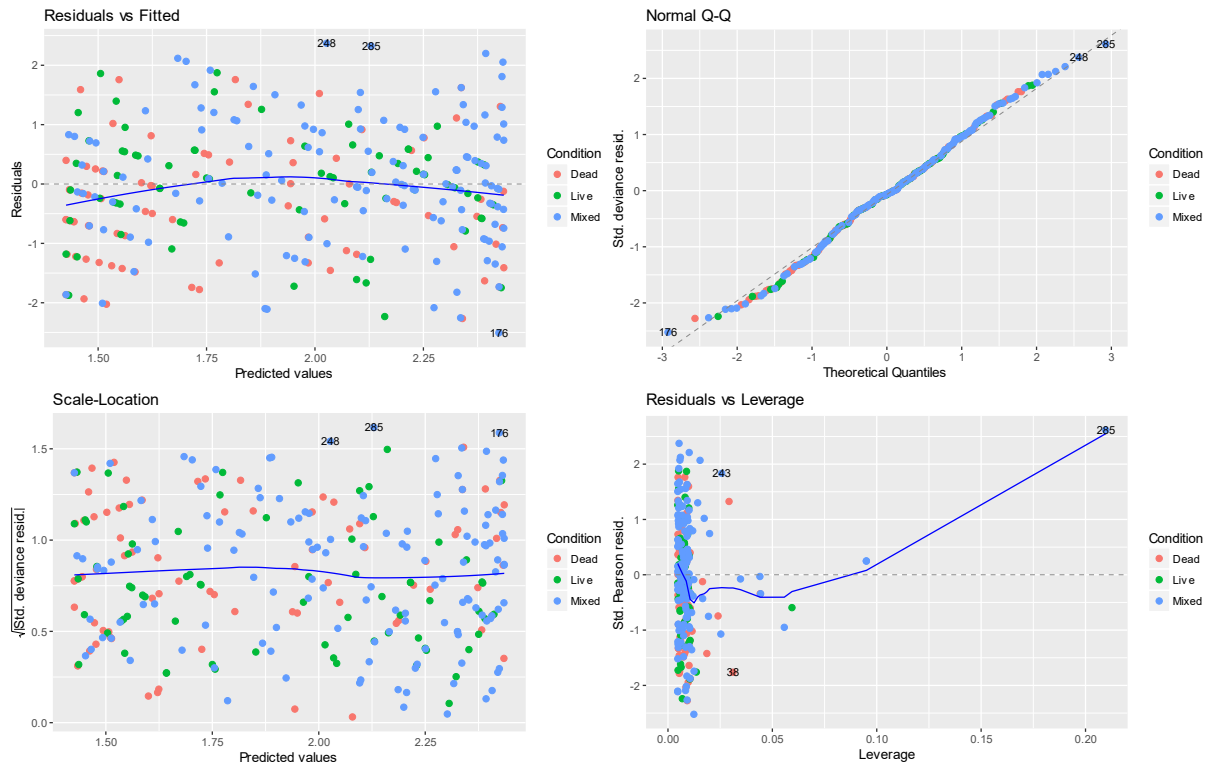 Residuals vs Fitted
248
285
176
2
1
0
-1
-2
Residuals
1.50
1.75
2.00
2.25
Predicted values
Condition
Dead
Live
Mixed
Normal Q-Q
285
248
176
2
1
0
-1
-2
Std. deviance resid.
-3
-2
-1
0
1
2
3
Theoretical Quantiles
Condition
Dead
Live
Mixed
Scale-Location
285
248
176
1.5
1.0
0.5
0.0
√|Std. deviance resid.|
1.50
1.75
2.00
2.25
Predicted values
Condition
Dead
Live
Mixed
Residuals vs Leverage
285
243
38
2
1
0
-1
-2
Std. Pearson resid.
0.00
0.05
0.10
0.15
0.20
Leverage
Condition
Dead
Live
Mixed